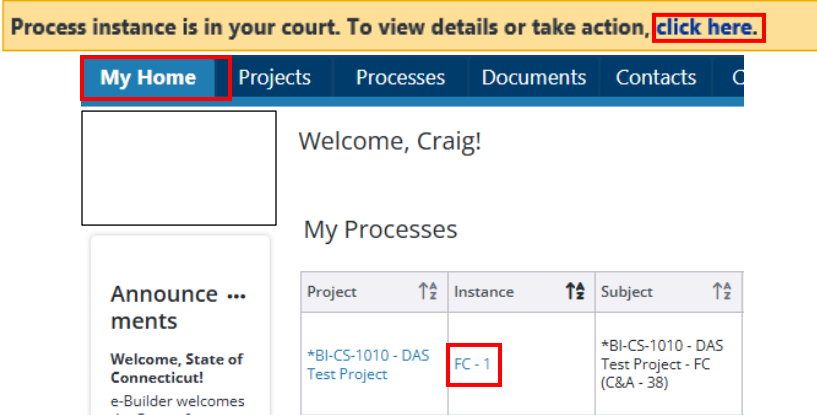 Process instance is in your court. To view details or take action, click here.
My Home Projects Processes Documents Contacts
Welcome, Craig!
My Processes
Announce ...
ments
Welcome, State of
Connecticut!
e-Builder welcomes
Project Instance Subject
*BI-CS-1010 - DAS
Test Project
FC - 1
*BI-CS-1010 - DAS
Test Project - FC
(C&A - 38)